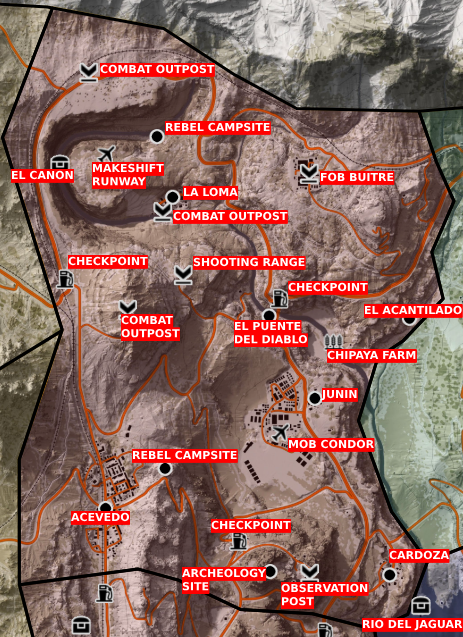 COMBAT OUTPOST
REBEL CAMPSITE
EL CANON
MAKESHIFT
RUNWAY
FOB BUITRE
LA LOMA
COMBAT OUTPOST
CHECKPOINT
SHOOTING RANGE
CHECKPOINT
EL ACANTILADO
COMBAT
OUTPOST
EL PUENTE
DEL DIABLO
CHIPAYA FARM
JUNIN
MOB CONDOR
REBEL CAMPSITE
ACEVEDO
CHECKPOINT
CARDOZA
ARCHEOLOGY
SITE
OBSERVATION
POST
RIO DEL JAGUAR